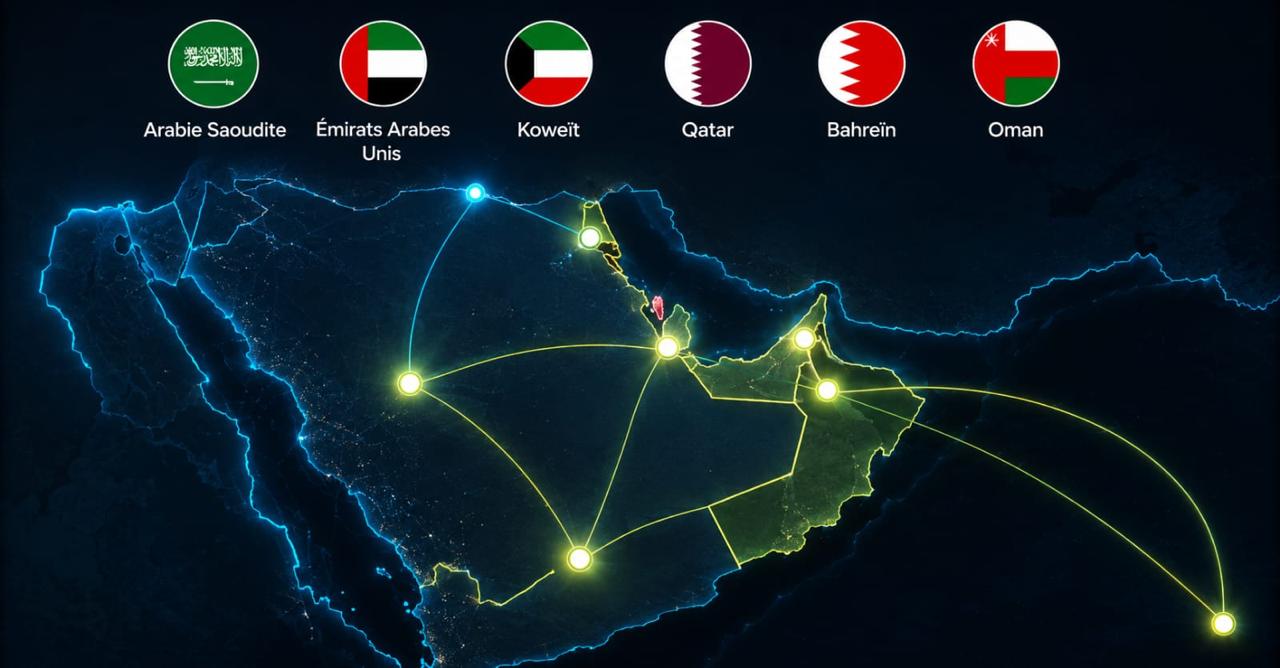 Arabie Saoudite
Émirats Arabes
Unis
Koweït
Qatar
Bahreïn
Oman